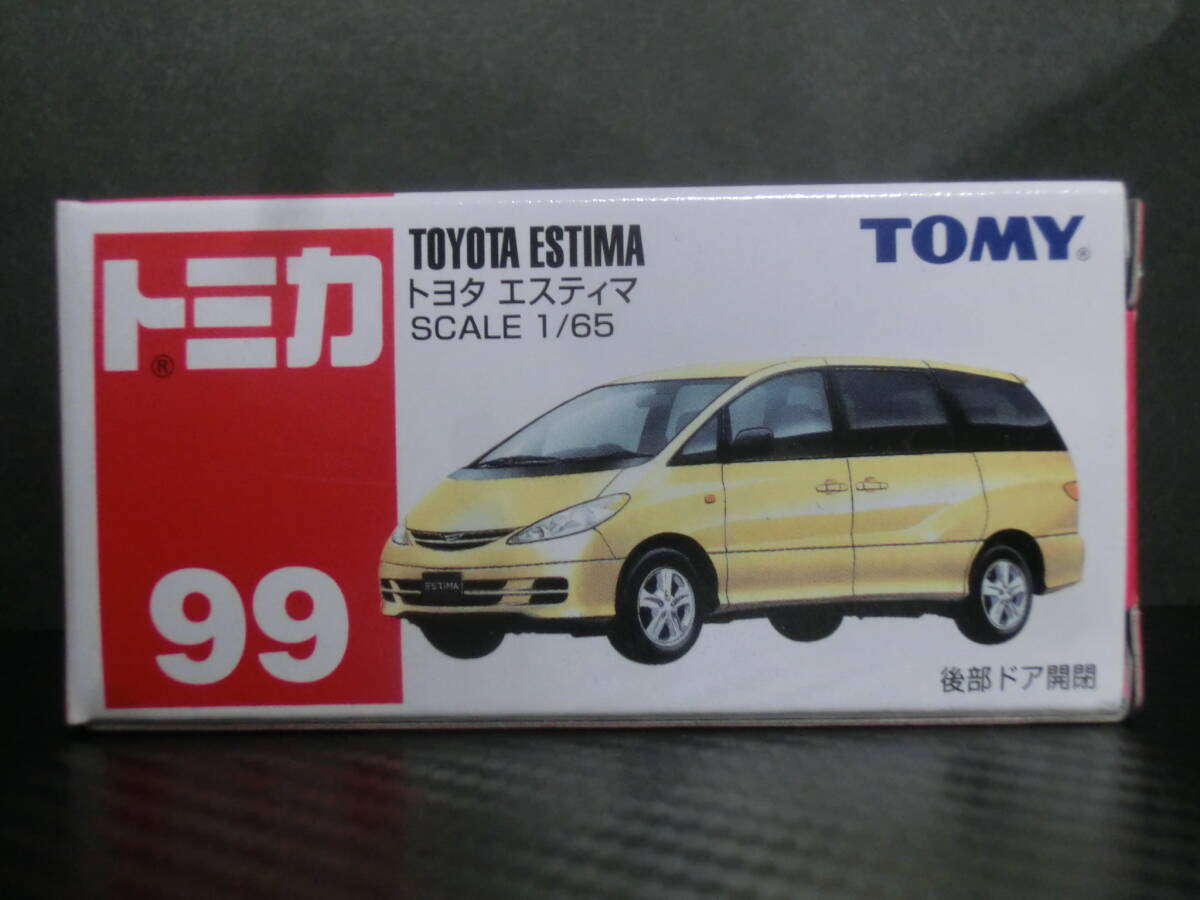 トミカ®
99
TOYOTA ESTIMA
トヨタ エスティマ
SCALE 1/65
TOMY®
ESTIMA
後部ドア開閉